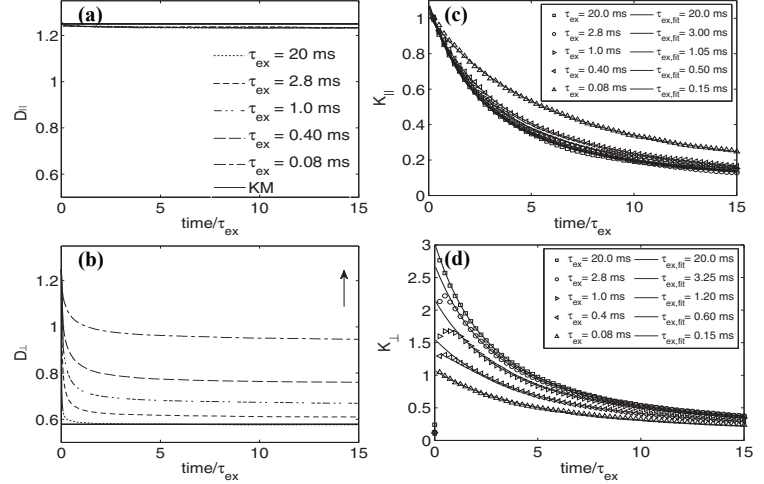 (a)
1.2
1
0.8
0.6
D||
τex = 20 ms
τex = 2.8 ms
τex = 1.0 ms
τex = 0.40 ms
τex = 0.08 ms
KM
0 5 10 15
time/τex
(c)
1
0.8
0.6
0.4
0.2
0
K||
τex= 20.0 ms τex,fit= 20.0 ms
τex= 2.8 ms τex,fit= 3.00 ms
τex= 1.0 ms τex,fit= 1.05 ms
τex= 0.40 ms τex,fit= 0.50 ms
τex= 0.08 ms τex,fit= 0.15 ms
0 5 10 15
time/τex
(b)
1.2
1
0.8
0.6
D⊥
0 5 10 15
time/τex
(d)
3
2.5
2
1.5
1
0.5
0
K⊥
τex= 20.0 ms τex,fit= 20.0 ms
τex= 2.8 ms τex,fit= 3.25 ms
τex= 1.0 ms τex,fit= 1.20 ms
τex= 0.4 ms τex,fit= 0.60 ms
τex= 0.08 ms τex,fit= 0.15 ms
0 5 10 15
time/τex